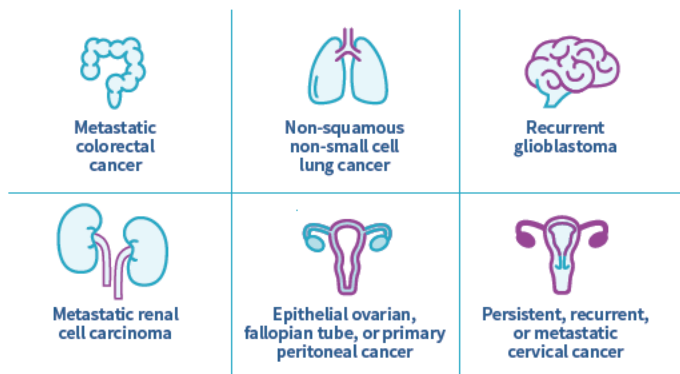 Metastatic
colorectal
cancer
Non-squamous
non-small cell
lung cancer
Recurrent
glioblastoma
Metastatic renal
cell carcinoma
Epithelial ovarian,
fallopian tube, or primary
peritoneal cancer
Persistent, recurrent,
or metastatic
cervical cancer